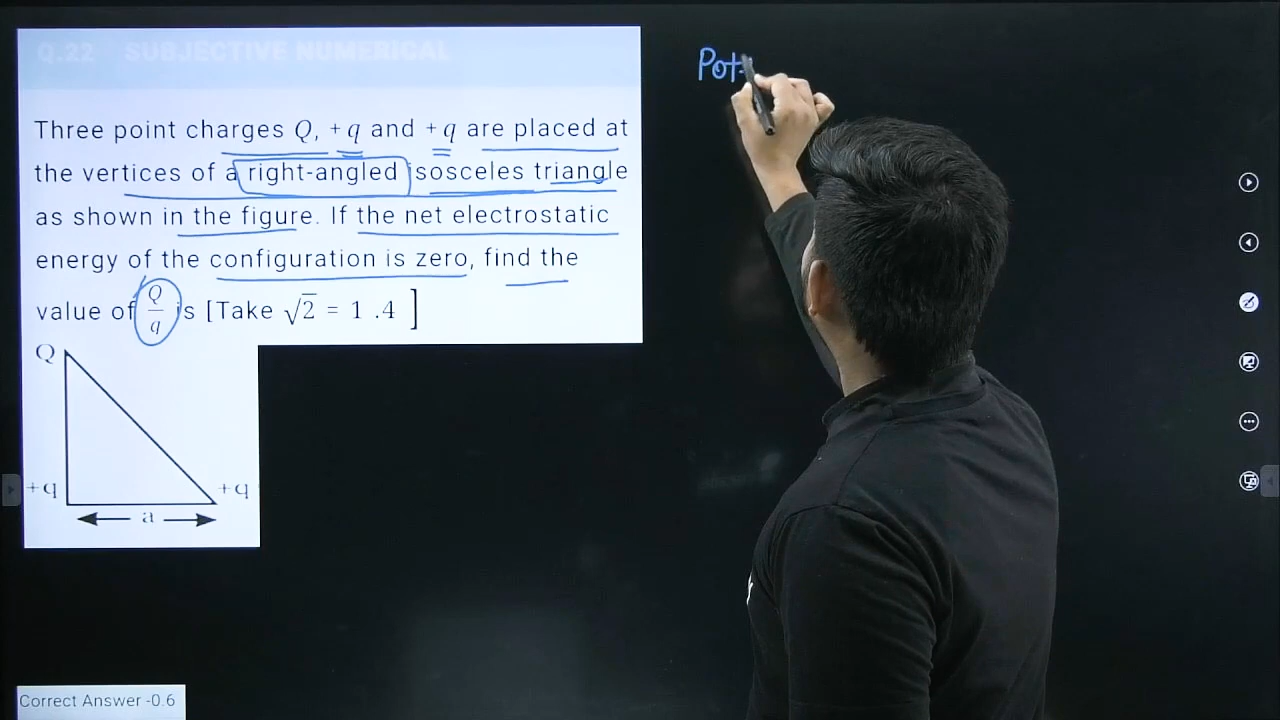 Q.22 SUBJECTIVE NUMERICAL
Pot
Three point charges Q, +q and +q are placed at
the vertices of a right-angled isosceles triangle
as shown in the figure. If the net electrostatic
energy of the configuration is zero, find the
value of Q/q is [Take √2 = 1 .4 ]
Q
+q +q
a
Correct Answer -0.6